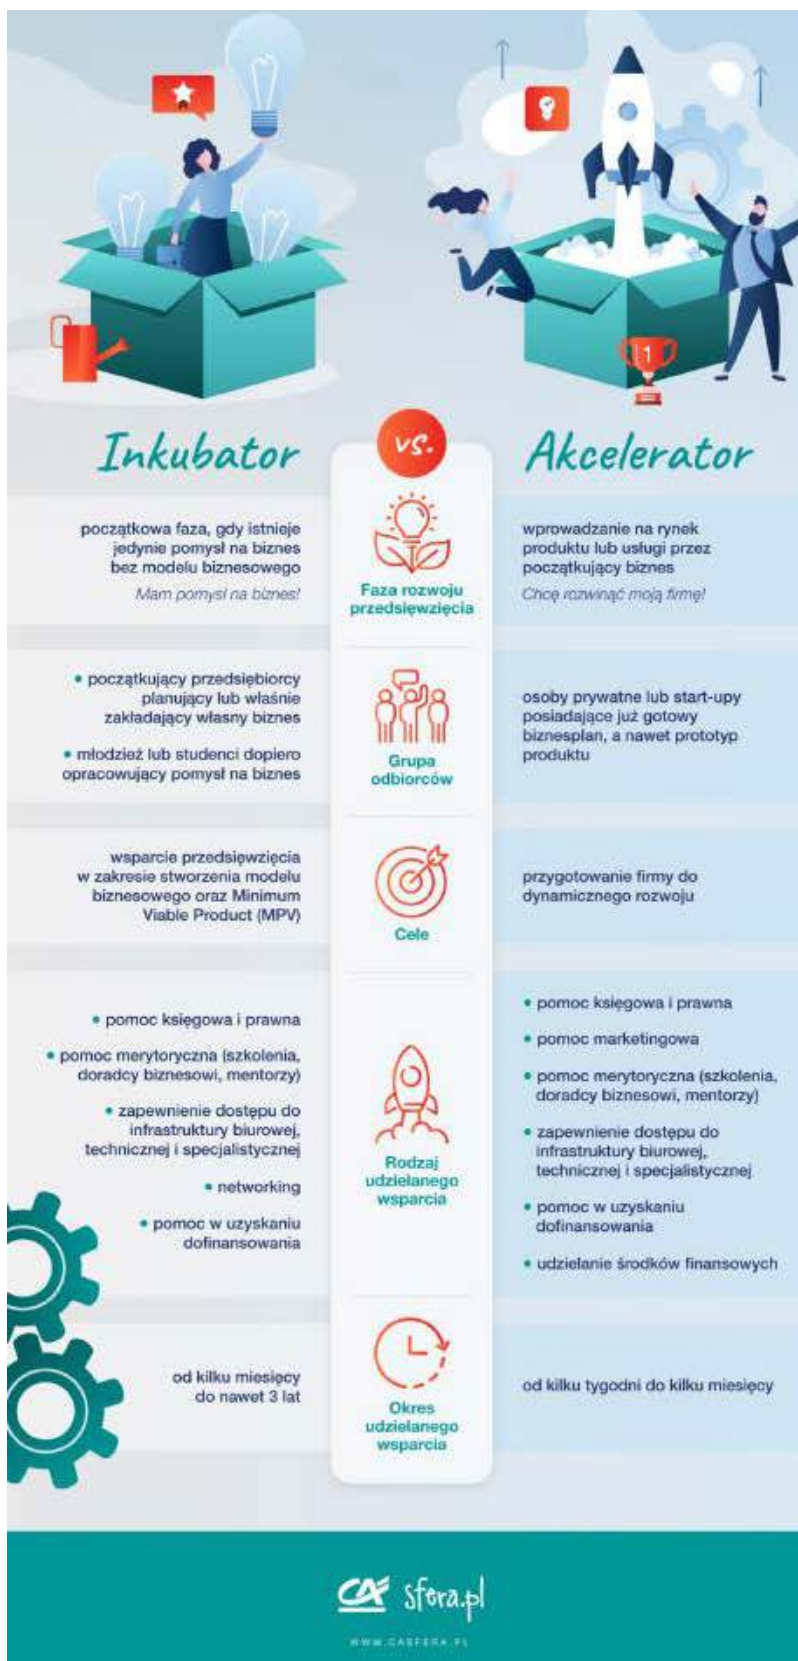 1
Inkubator
vs.
Akcelerator
początkowa faza, gdy istnieje
jedynie pomysł na biznes
bez modelu biznesowego
Mam pomysł na biznes!
Faza rozwoju
przedsięwzięcia
wprowadzanie na rynek
produktu lub usługi przez
początkujący biznes
Chcę rozwinąć moją firmę!
• początkujący przedsiębiorcy
planujący lub właśnie
zakładający własny biznes
• młodzież lub studenci dopiero
opracowujący pomysł na biznes
Grupa
odbiorców
osoby prywatne lub start-upy
posiadające już gotowy
biznesplan, a nawet prototyp
produktu
wsparcie przedsięwzięcia
w zakresie stworzenia modelu
biznesowego oraz Minimum
Viable Product (MPV)
Cele
przygotowanie firmy do
dynamicznego rozwoju
• pomoc księgowa i prawna
• pomoc merytoryczna (szkolenia,
doradcy biznesowi, mentorzy)
• zapewnienie dostępu do
infrastruktury biurowej,
technicznej i specjalistycznej
• networking
• pomoc w uzyskaniu
dofinansowania
Rodzaj
udzielanego
wsparcia
• pomoc księgowa i prawna
• pomoc marketingowa
• pomoc merytoryczna (szkolenia,
doradcy biznesowi, mentorzy)
• zapewnienie dostępu do
infrastruktury biurowej,
technicznej i specjalistycznej
• pomoc w uzyskaniu
dofinansowania
• udzielanie środków finansowych
od kilku miesięcy
do nawet 3 lat
Okres
udzielanego
wsparcia
od kilku tygodni do kilku miesięcy
CA sfera.pl
WWW.CASFERA.PL